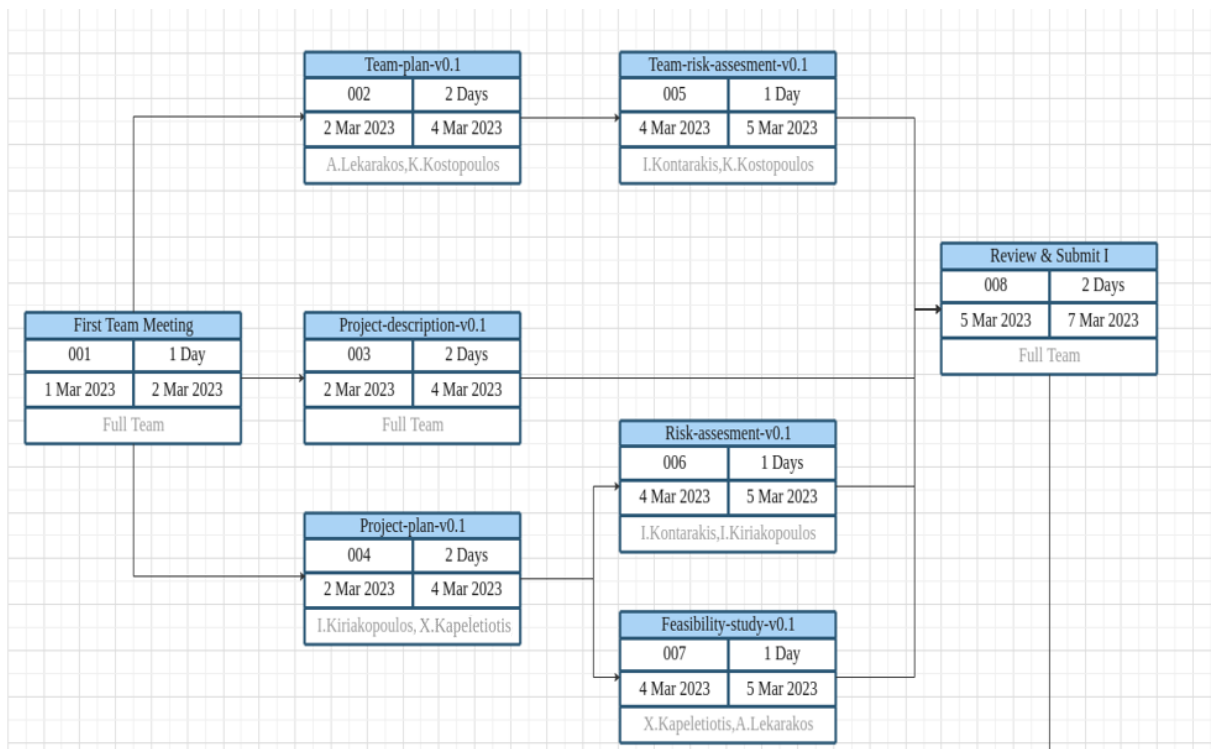 Team-plan-v0.1
002 2 Days
2 Mar 2023 4 Mar 2023
A.Lekarakos,K.Kostopoulos
Team-risk-assesment-v0.1
005 1 Day
4 Mar 2023 5 Mar 2023
I.Kontarakis,K.Kostopoulos
Review & Submit I
008 2 Days
5 Mar 2023 7 Mar 2023
Full Team
First Team Meeting
001 1 Day
1 Mar 2023 2 Mar 2023
Full Team
Project-description-v0.1
003 2 Days
2 Mar 2023 4 Mar 2023
Full Team
Risk-assesment-v0.1
006 1 Days
4 Mar 2023 5 Mar 2023
I.Kontarakis,I.Kiriakopoulos
Project-plan-v0.1
004 2 Days
2 Mar 2023 4 Mar 2023
I.Kiriakopoulos, X.Kapeletiotis
Feasibility-study-v0.1
007 1 Day
4 Mar 2023 5 Mar 2023
X.Kapeletiotis,A.Lekarakos